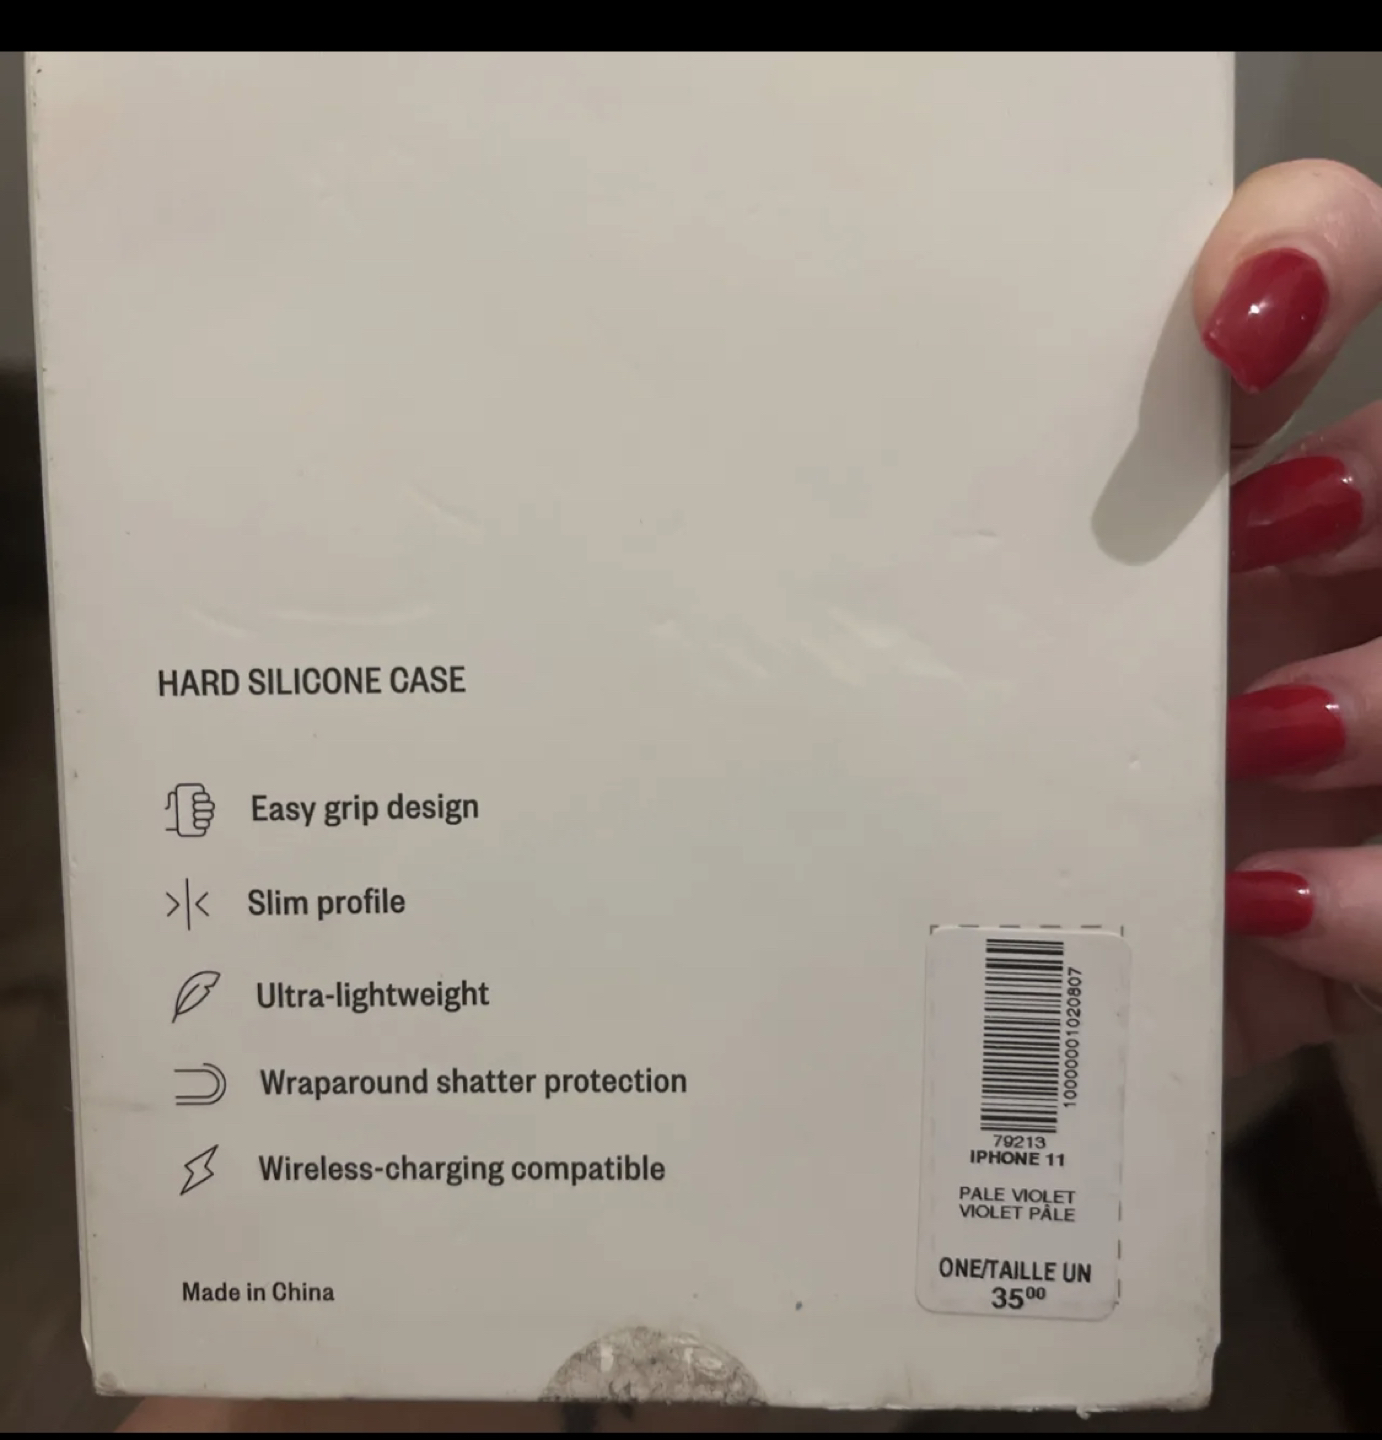 HARD SILICONE CASE
Easy grip design
Slim profile
Ultra-lightweight
Wraparound shatter protection
Wireless-charging compatible
Made in China
1000001020807
79213
IPHONE 11
PALE VIOLET
VIOLET PÂLE
ONE/TAILLE UN
35⁰⁰